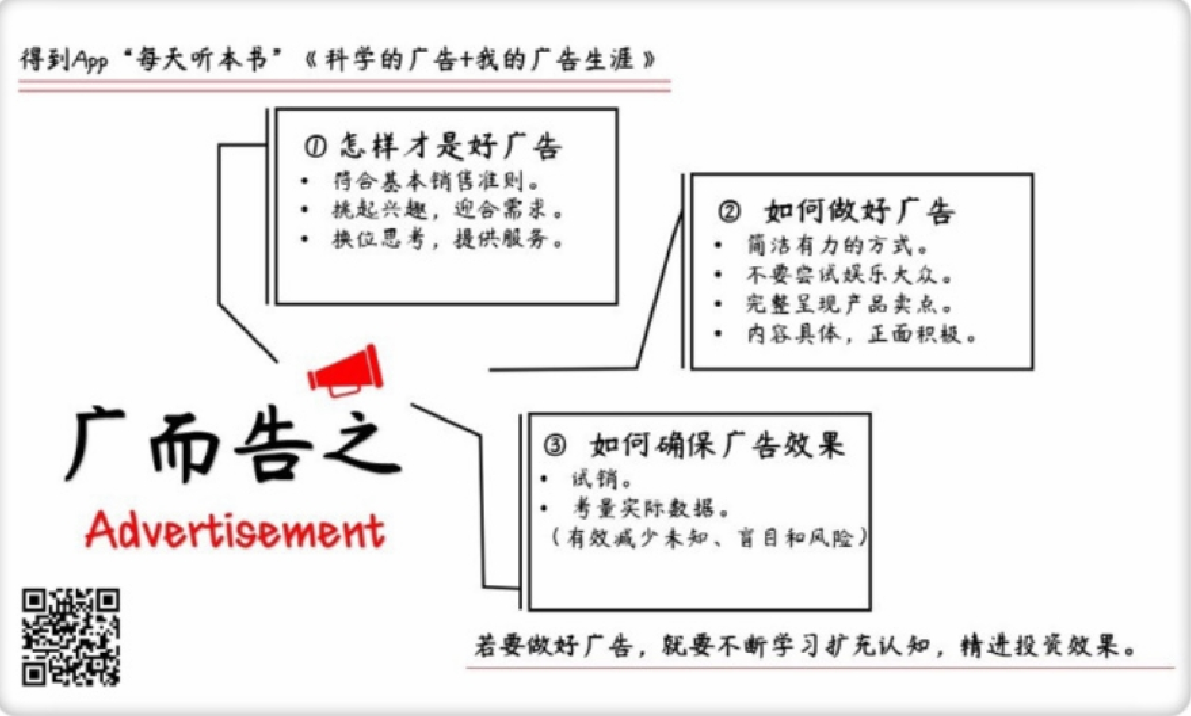 得到App“每天听本书”《科学的广告+我的广告生涯》
① 怎样才是好广告
• 符合基本销售准则。
• 挑起兴趣，迎合需求。
• 换位思考，提供服务。
② 如何做好广告
• 简洁有力的方式。
• 不要尝试娱乐大众。
• 完整呈现产品卖点。
• 内容具体，正面积极。
广而告之
Advertisement
③ 如何确保广告效果
• 试销。
• 考量实际数据。
（有效减少未知、盲目和风险）
若要做好广告，就要不断学习扩充认知，精进投资效果。